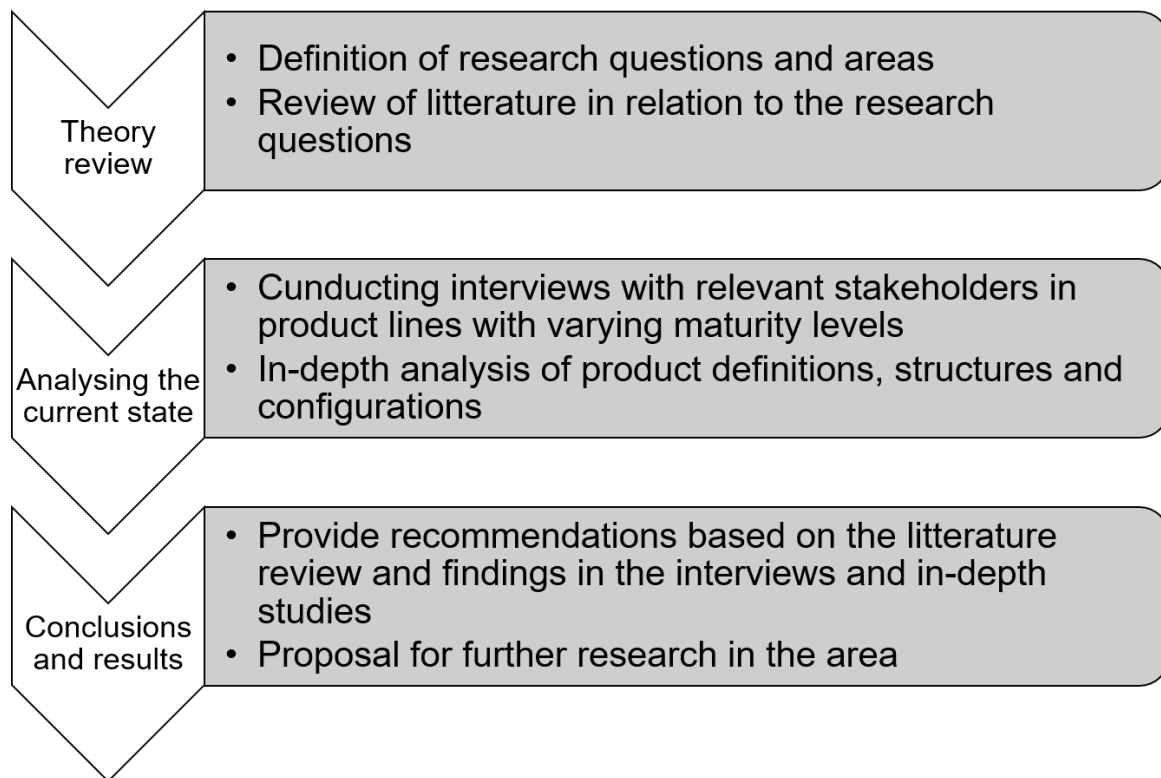 Theory
review
• Definition of research questions and areas
• Review of litterature in relation to the research
questions
Analysing the
current state
• Cunducting interviews with relevant stakeholders in
product lines with varying maturity levels
• In-depth analysis of product definitions, structures and
configurations
Conclusions
and results
• Provide recommendations based on the litterature
review and findings in the interviews and in-depth
studies
• Proposal for further research in the area